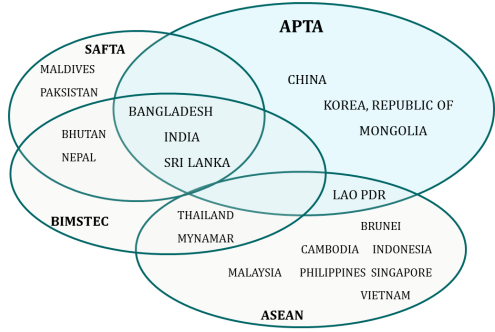 APTA
SAFTA
MALDIVES
PAKSISTAN
CHINA
KOREA, REPUBLIC OF
MONGOLIA
BANGLADESH
INDIA
SRI LANKA
BHUTAN
NEPAL
LAO PDR
BIMSTEC
THAILAND
MYNAMAR
BRUNEI
CAMBODIA INDONESIA
MALAYSIA PHILIPPINES SINGAPORE
VIETNAM
ASEAN